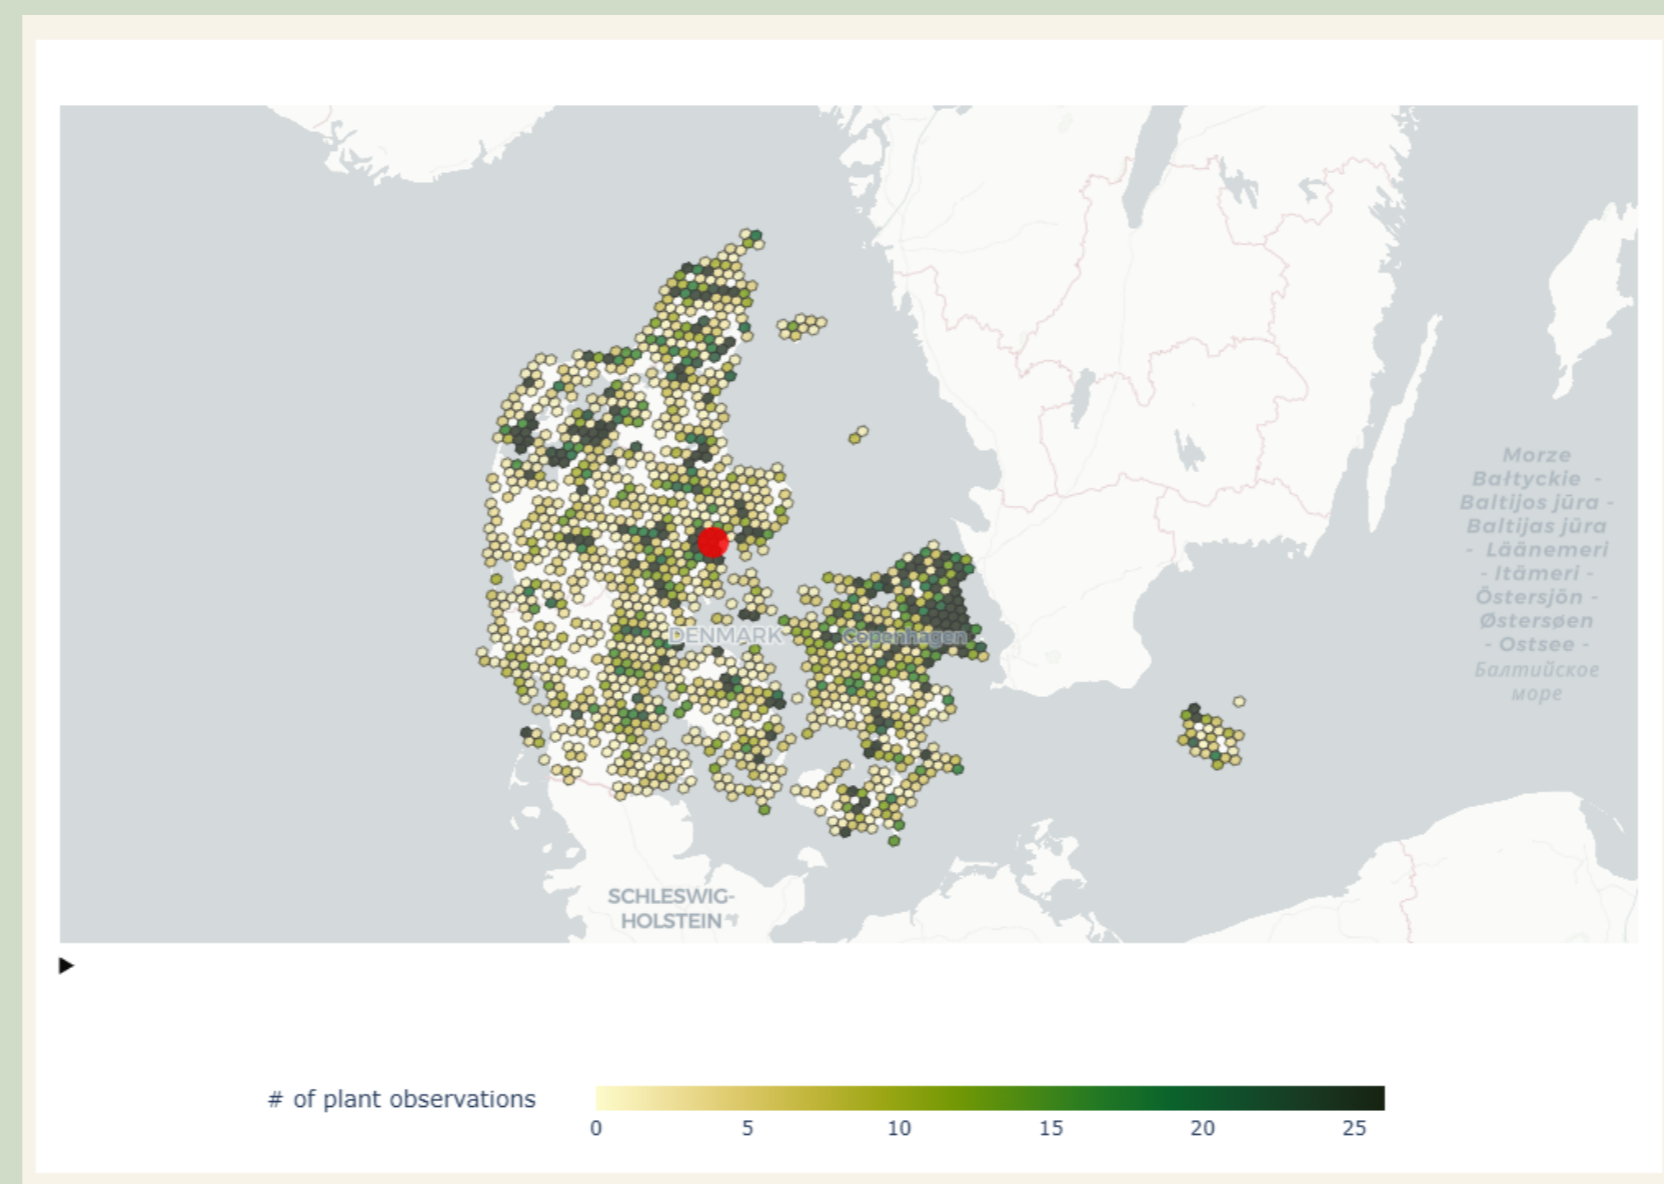 DENMARK
Copenhagen
Morze
Bałtyckie -
Baltijos jūra -
Baltijas jūra
- Läänemeri
- Itämeri -
Östersjön -
Østersøen
- Ostsee -
Балтийское
море
SCHLESWIG-
HOLSTEIN
# of plant observations
0 5 10 15 20 25